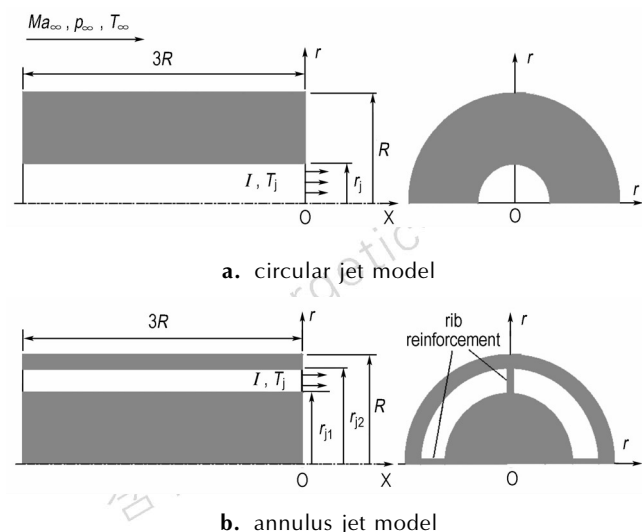 Ma∞ , p∞ , T∞
r
r
3R
R
I , Tj
rj
r
O
X
O
a. circular jet model
r
r
3R
rib
reinforcement
I , Tj
R
rj1
rj2
r
O
X
O
b. annulus jet model